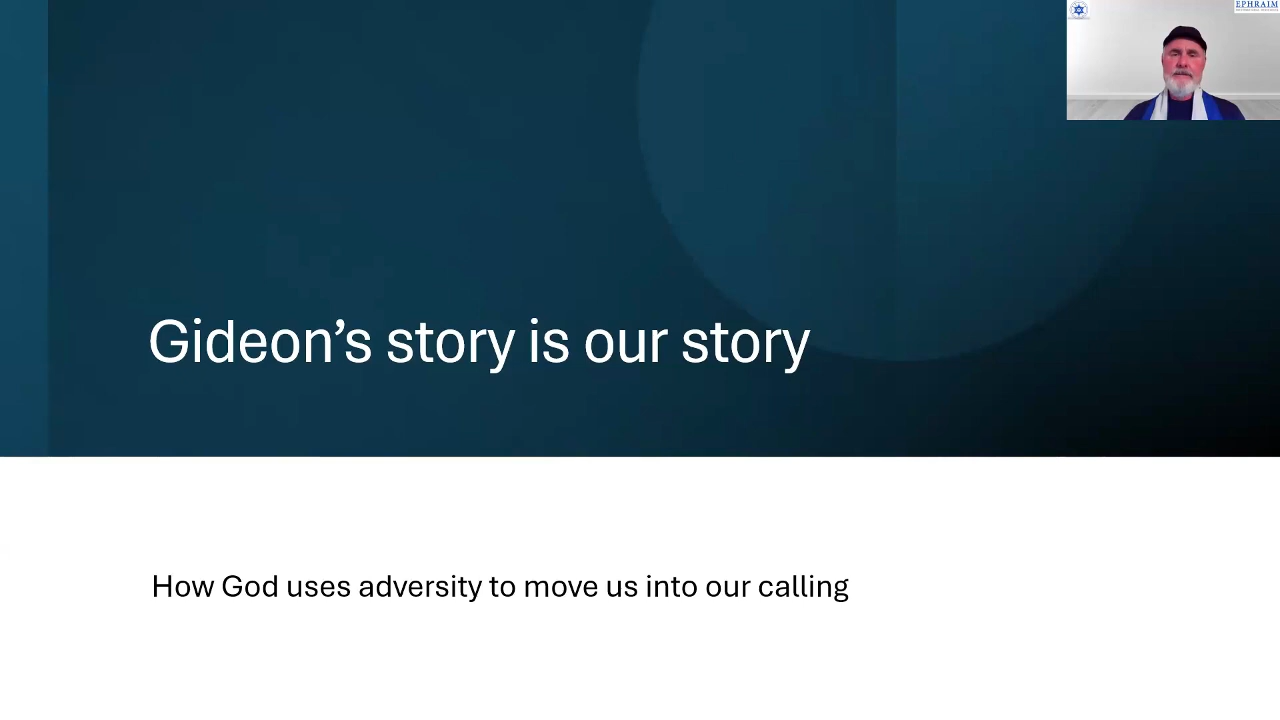 EPHRAIM
Gideon’s story is our story
How God uses adversity to move us into our calling